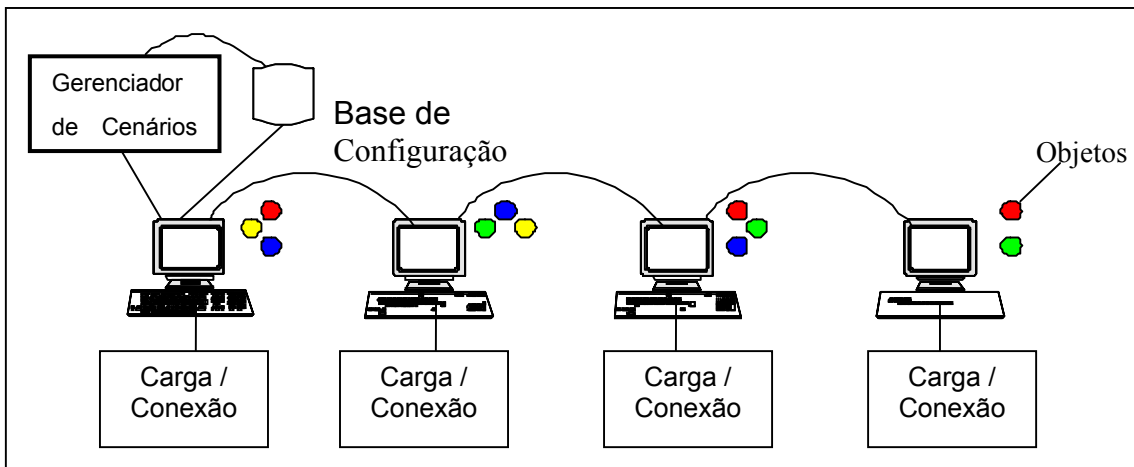 Gerenciador
de Cenários
Base de
Configuração
Objetos
Carga /
Conexão
Carga /
Conexão
Carga /
Conexão
Carga /
Conexão